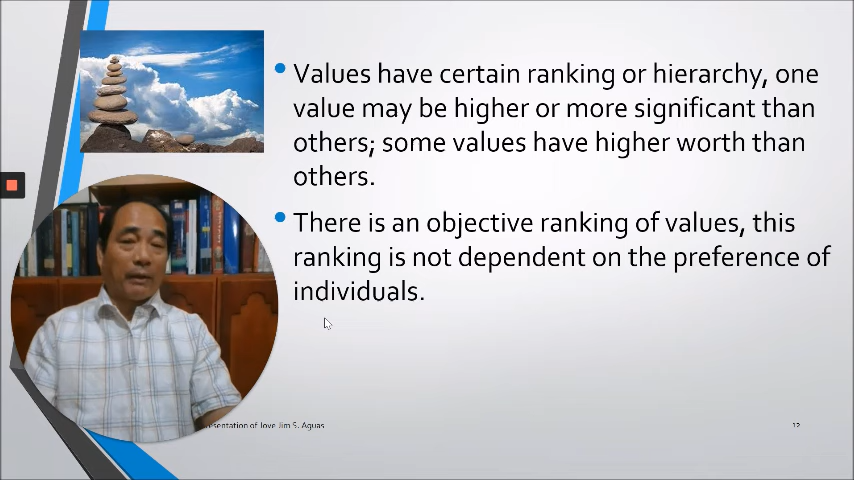 Values have certain ranking or hierarchy, one
value may be higher or more significant than
others; some values have higher worth than
others.
There is an objective ranking of values, this
ranking is not dependent on the preference of
individuals.
resentation of Jove Jim S. Aguas
12